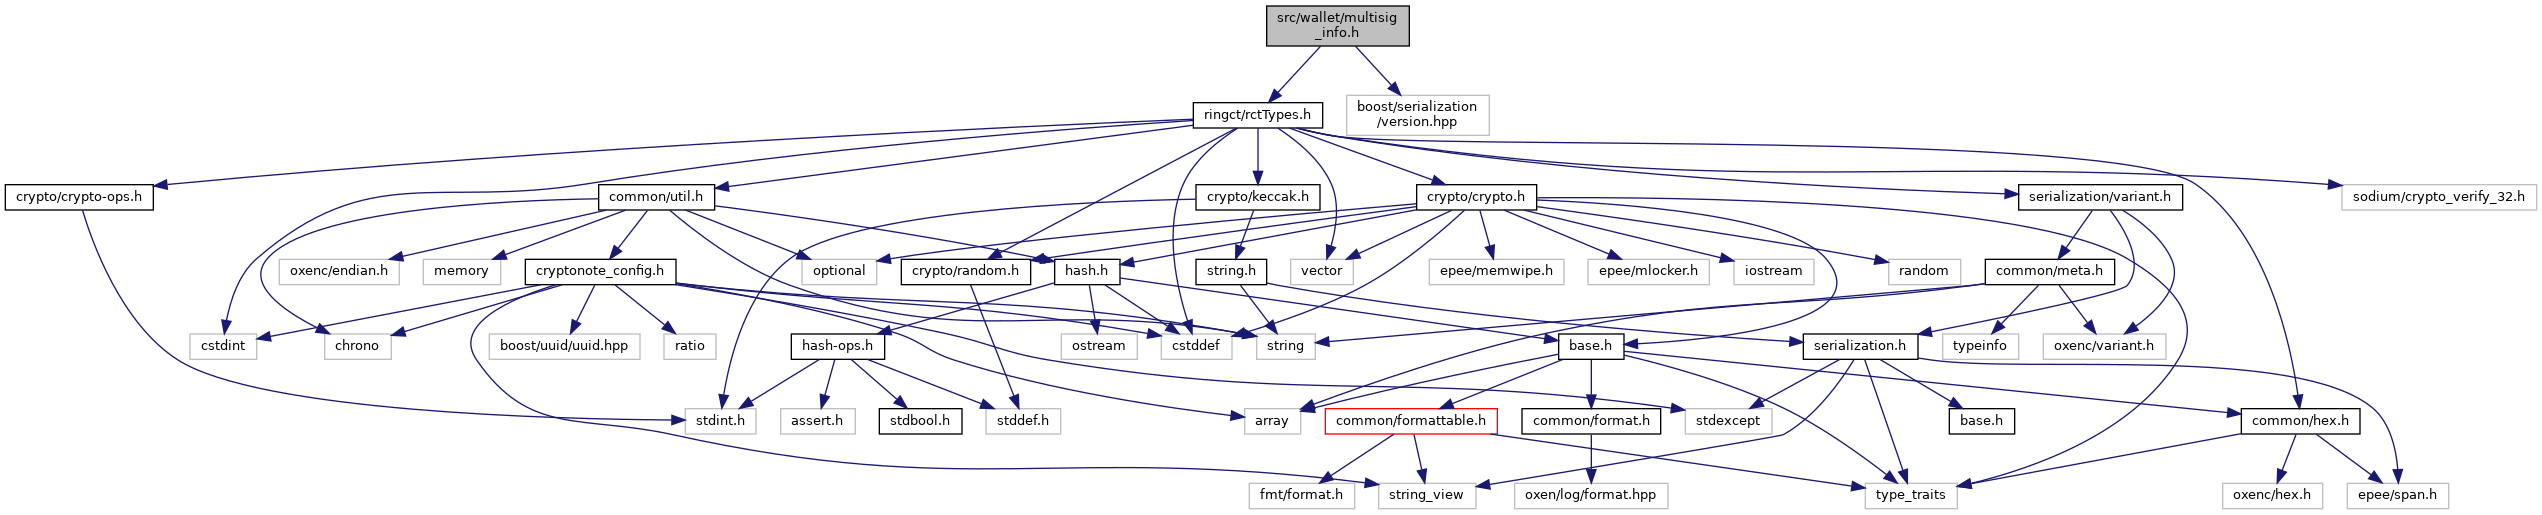 src/wallet/multisig
_info.h
ringct/rctTypes.h
boost/serialization
/version.hpp
crypto/crypto-ops.h
common/util.h
crypto/keccak.h
crypto/crypto.h
serialization/variant.h
sodium/crypto_verify_32.h
oxenc/endian.h
memory
cryptonote_config.h
optional
crypto/random.h
hash.h
string.h
vector
epee/memwipe.h
epee/mlocker.h
iostream
random
common/meta.h
cstdint
chrono
boost/uuid/uuid.hpp
ratio
hash-ops.h
ostream
cstddef
string
base.h
serialization.h
typeinfo
oxenc/variant.h
stdint.h
assert.h
stdbool.h
stddef.h
array
common/formattable.h
common/format.h
stdexcept
base.h
common/hex.h
fmt/format.h
string_view
oxen/log/format.hpp
type_traits
oxenc/hex.h
epee/span.h